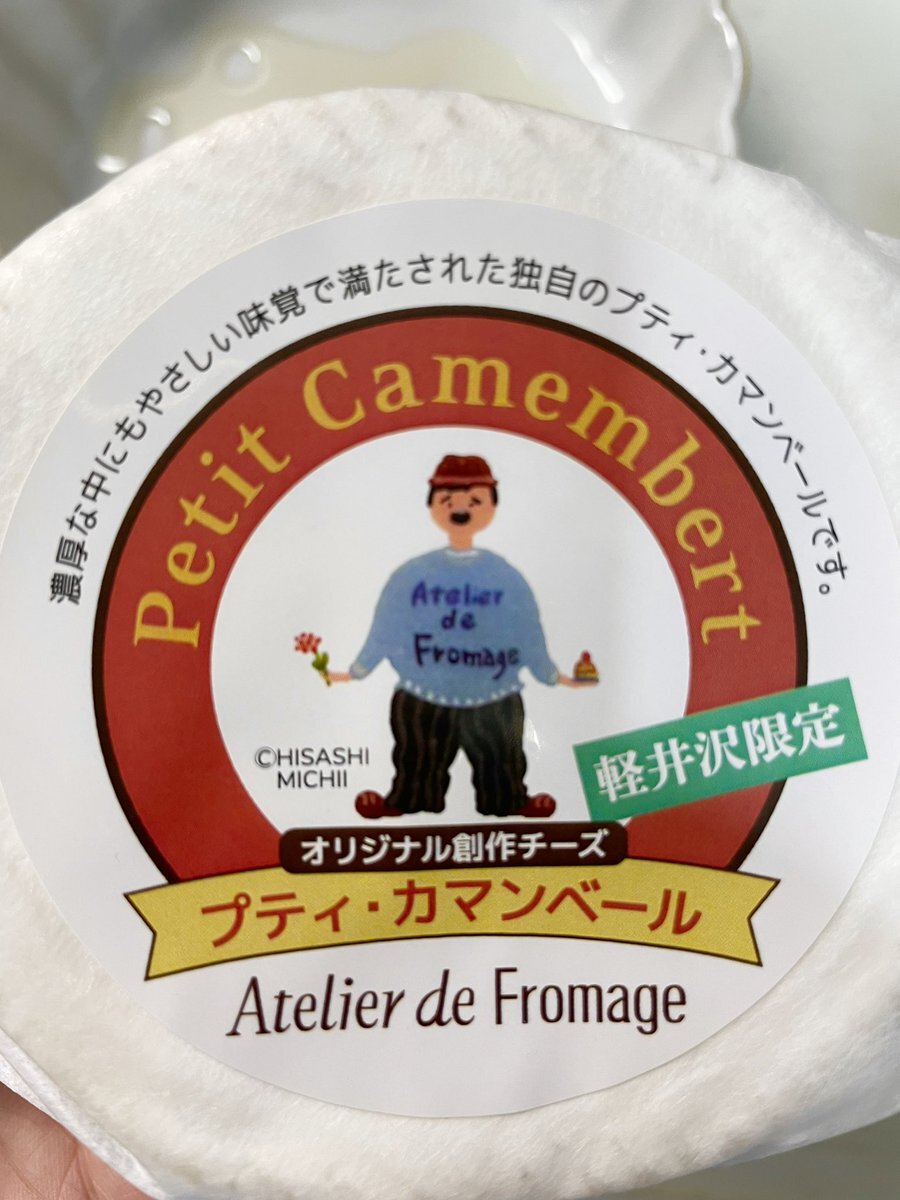 濃厚な中にもやさしい味覚で満たされた独自のプティ・カマンベールです。
Petit Camembert
Atelier
de
Fromage
©HISASHI
MICHII
軽井沢限定
オリジナル創作チーズ
プティ・カマンベール
Atelier de Fromage